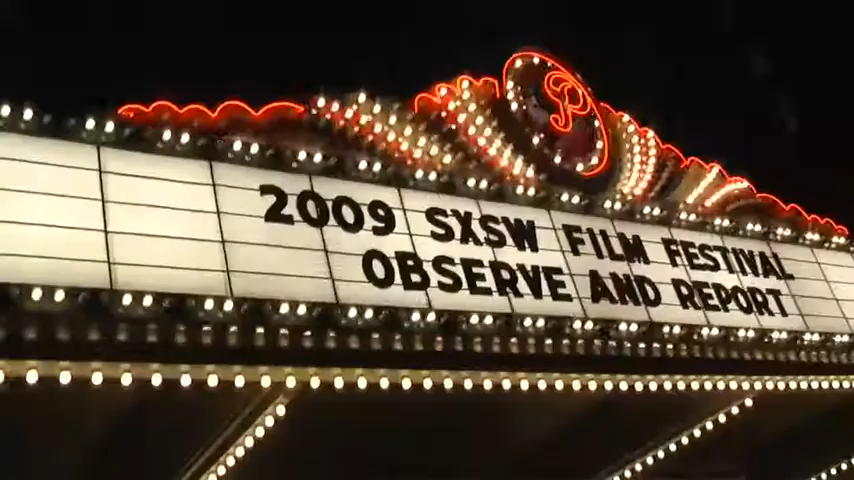 P
2009 SXSW FILM FESTIVAL
OBSERVE AND REPORT